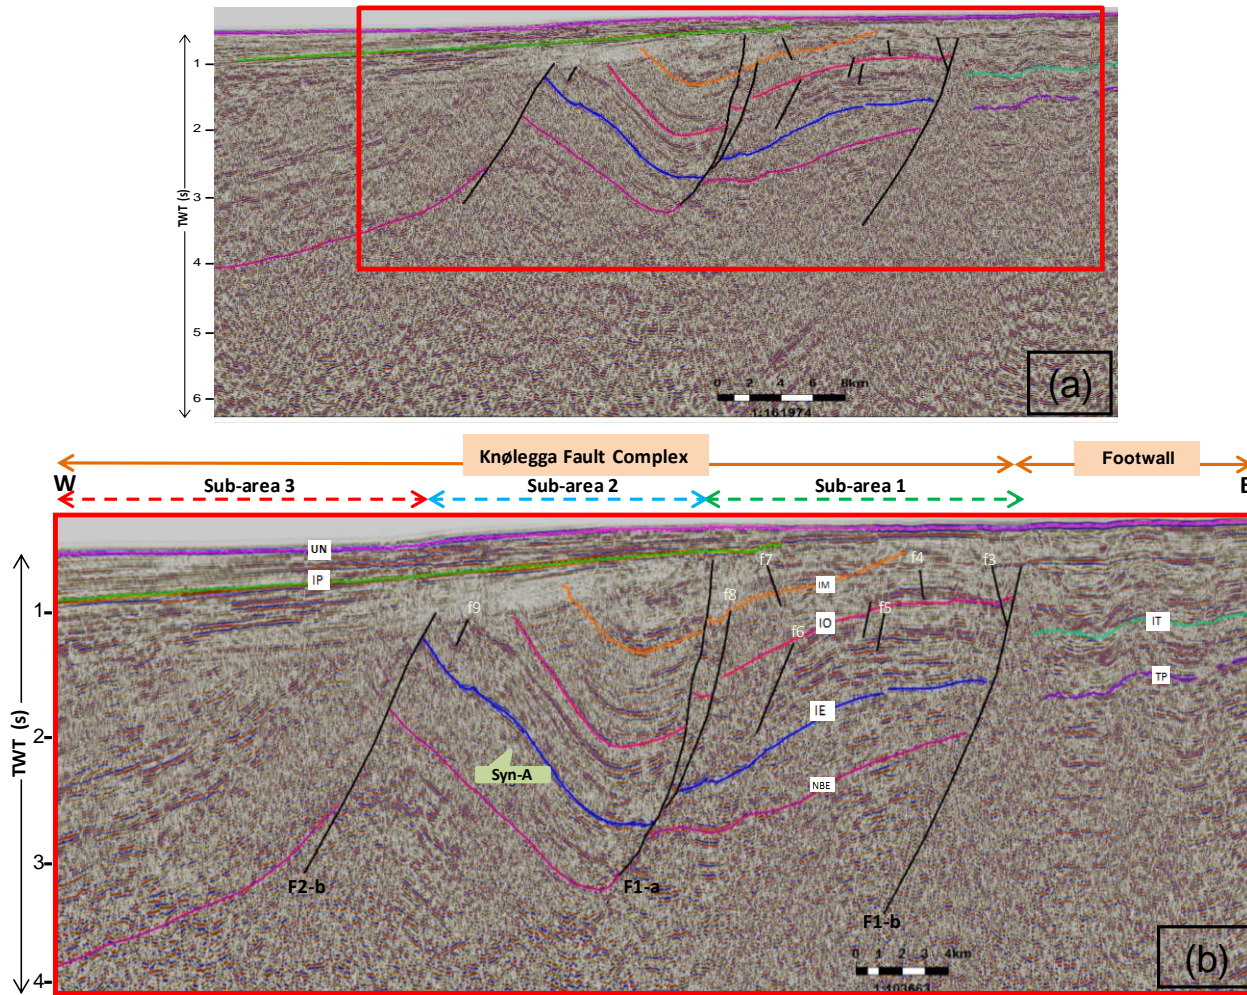 1
2
3
4
5
6
TWT (s)
0 2 4 6 8km
1:161974
(a)
Knølegga Fault Complex
Footwall
W
Sub-area 3
Sub-area 2
Sub-area 1
E
UN
IP
f7
f4
f3
IM
f8
f9
f5
IO
f6
IT
TP
IE
Syn-A
NBE
F2-b
F1-a
F1-b
TWT (s)
1
2
3
4
0 1 2 3 4km
1:103663
(b)